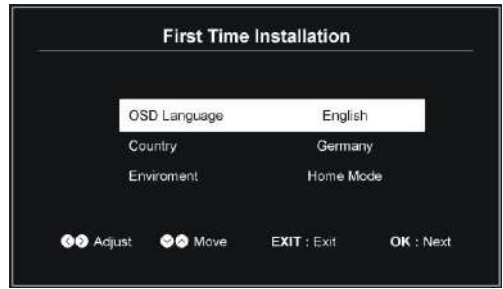 First Time Installation
OSD Language English
Country Germany
Enviroment Home Mode
Adjust Move EXIT : Exit OK : Next